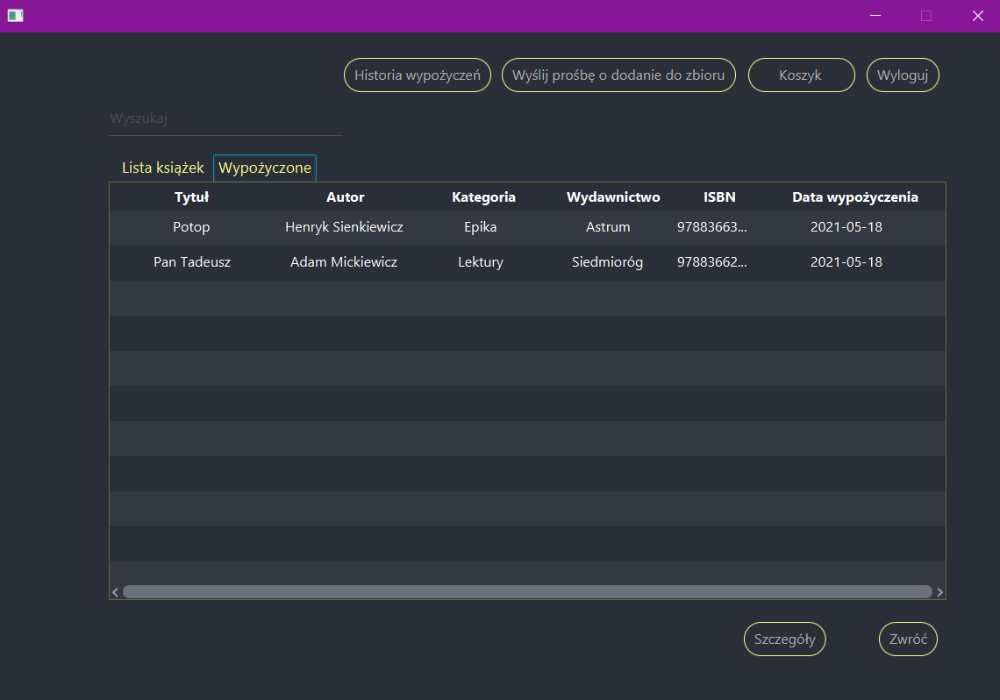 Historia wypożyczeń Wyślij prośbę o dodanie do zbioru Koszyk Wyloguj
Wyszukaj
Lista książek Wypożyczone
Tytuł Autor Kategoria Wydawnictwo ISBN Data wypożyczenia
Potop Henryk Sienkiewicz Epika Astrum 97883663... 2021-05-18
Pan Tadeusz Adam Mickiewicz Lektury Siedmioróg 97883662... 2021-05-18
Szczegóły Zwróć